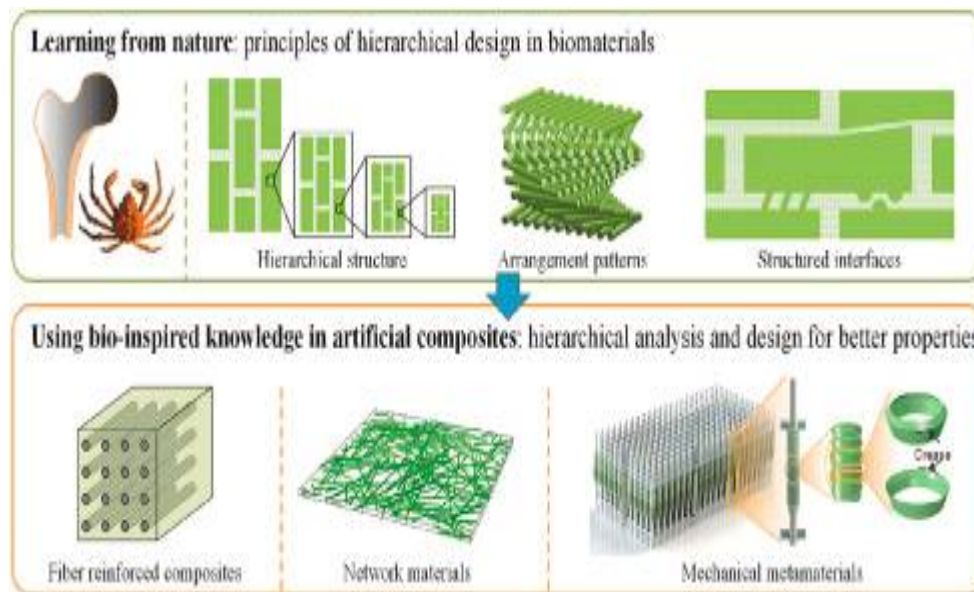 Learning from nature: principles of hierarchical design in biomaterials
Hierarchical structure
Arrangement patterns
Structured interfaces
Using bio-inspired knowledge in artificial composites: hierarchical analysis and design for better properties
Crease
Fiber reinforced composites
Network materials
Mechanical metamaterials